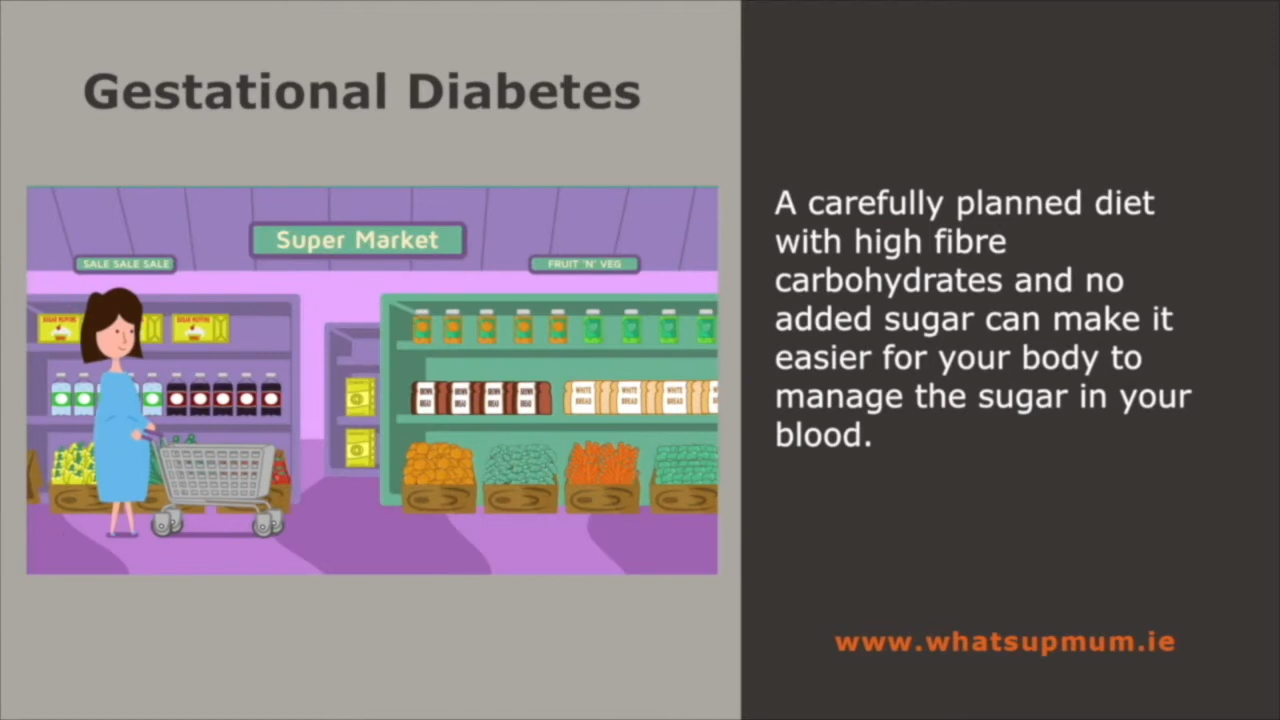 Gestational Diabetes
Super Market
SALE SALE SALE
FRUIT 'N' VEG
BROWN BREAD
WHITE BREAD
WHITE BREAD
WHITE BREAD
A carefully planned diet
with high fibre
carbohydrates and no
added sugar can make it
easier for your body to
manage the sugar in your
blood.
www.whatsupmum.ie